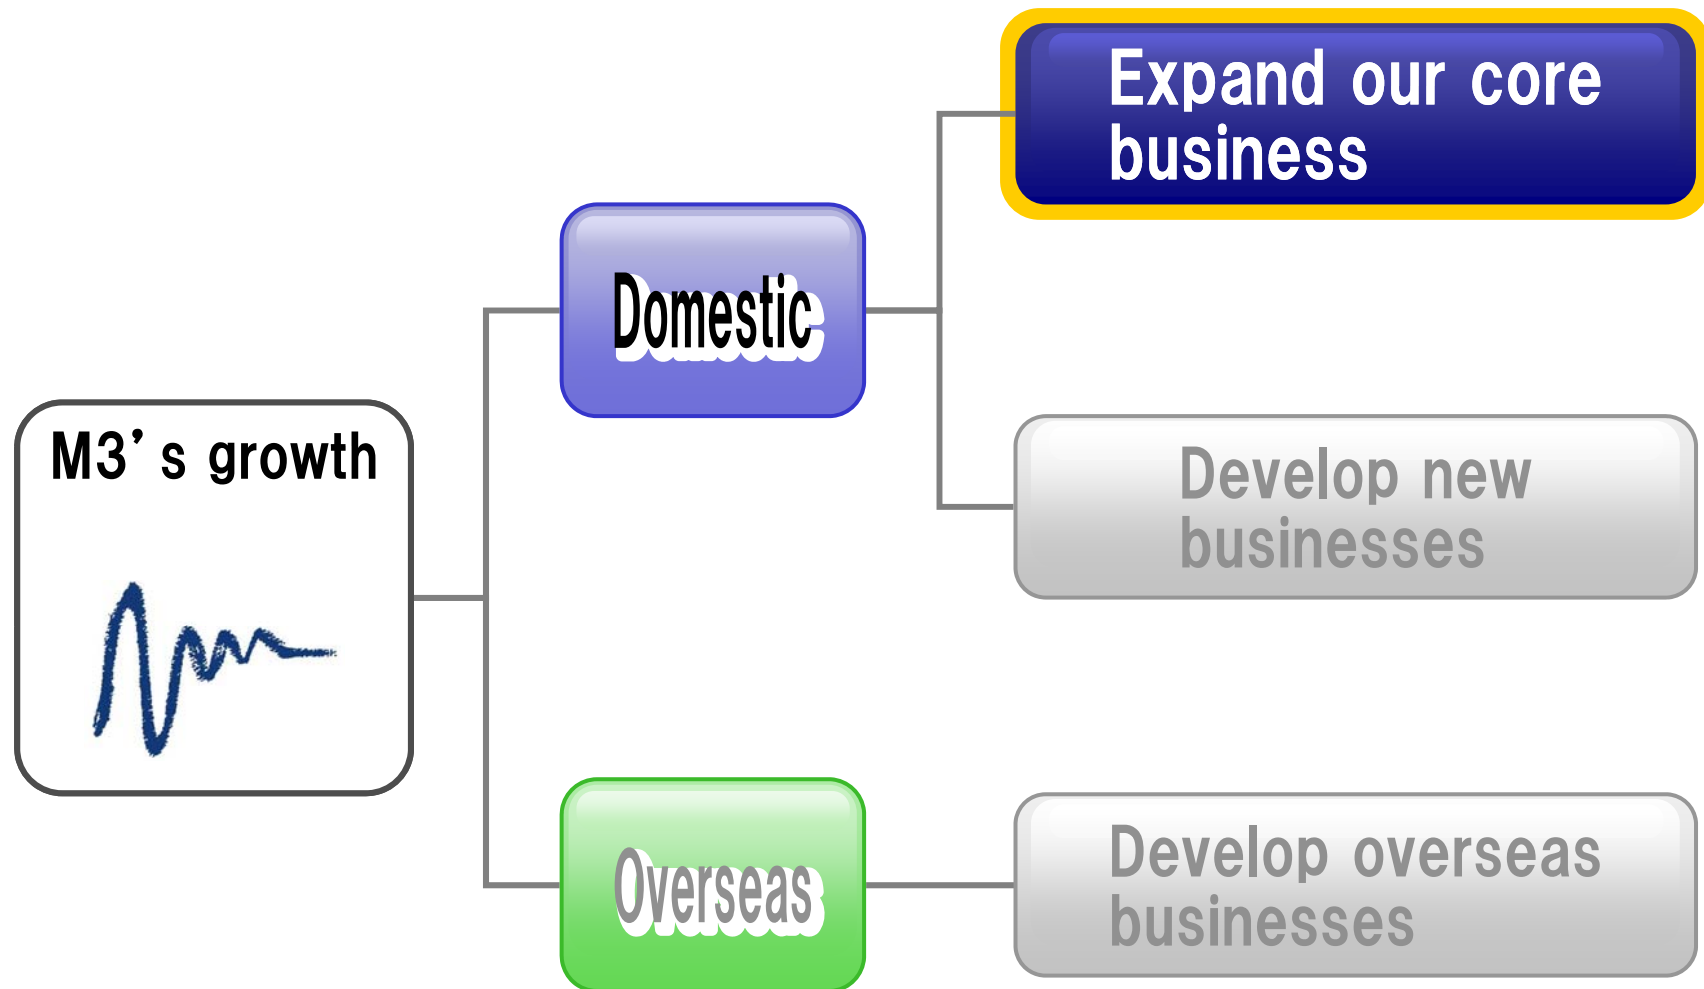 Expand our core
business
Domestic
M3’s growth
Develop new
businesses
Overseas
Develop overseas
businesses